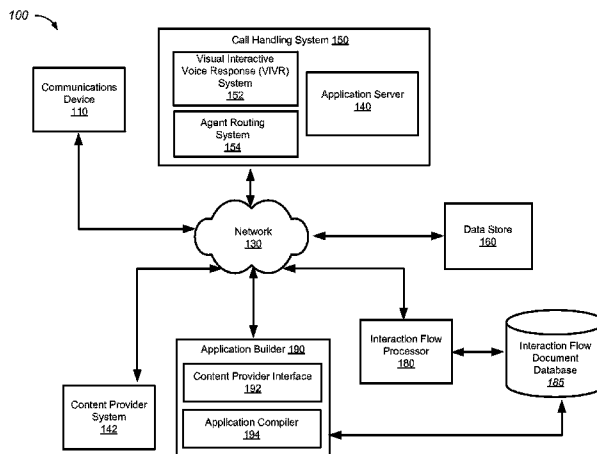 100
Call Handling System 150
Visual Interactive
Voice Response (VIVR)
System
152
Application Server
140
Agent Routing
System
154
Communications
Device
110
Network
130
Data Store
160
Application Builder 190
Content Provider Interface
192
Application Compiler
194
Interaction Flow
Processor
180
Interaction Flow
Document
Database
185
Content Provider
System
142